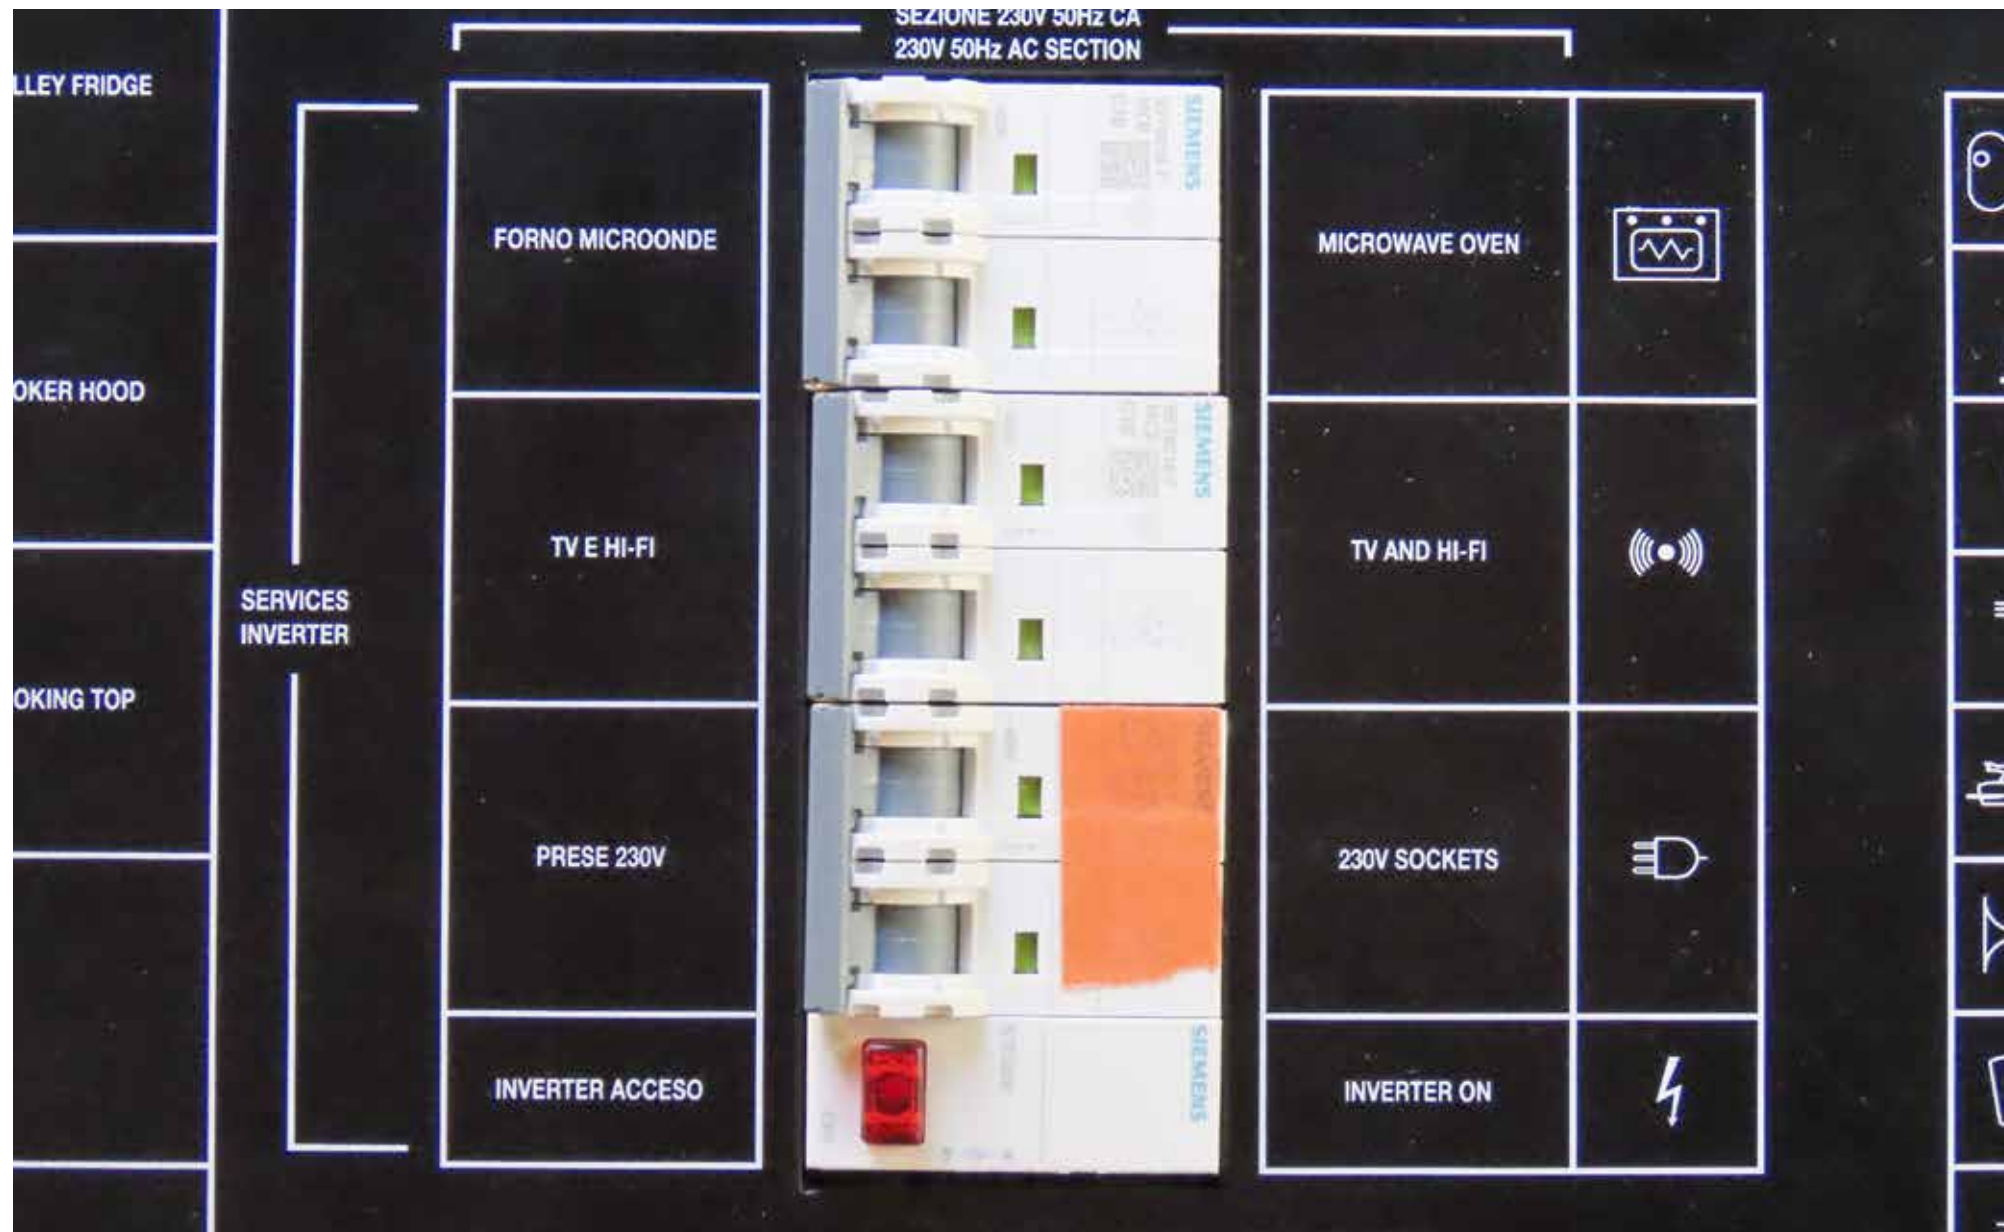 SEZIONE 230V 50Hz CA
230V 50Hz AC SECTION
LLEY FRIDGE
OKER HOOD
OKING TOP
SERVICES
INVERTER
FORNO MICROONDE
TV E HI-FI
PRESE 230V
INVERTER ACCESO
SIEMENS
SIEMENS
SIEMENS
MICROWAVE OVEN
TV AND HI-FI
230V SOCKETS
INVERTER ON